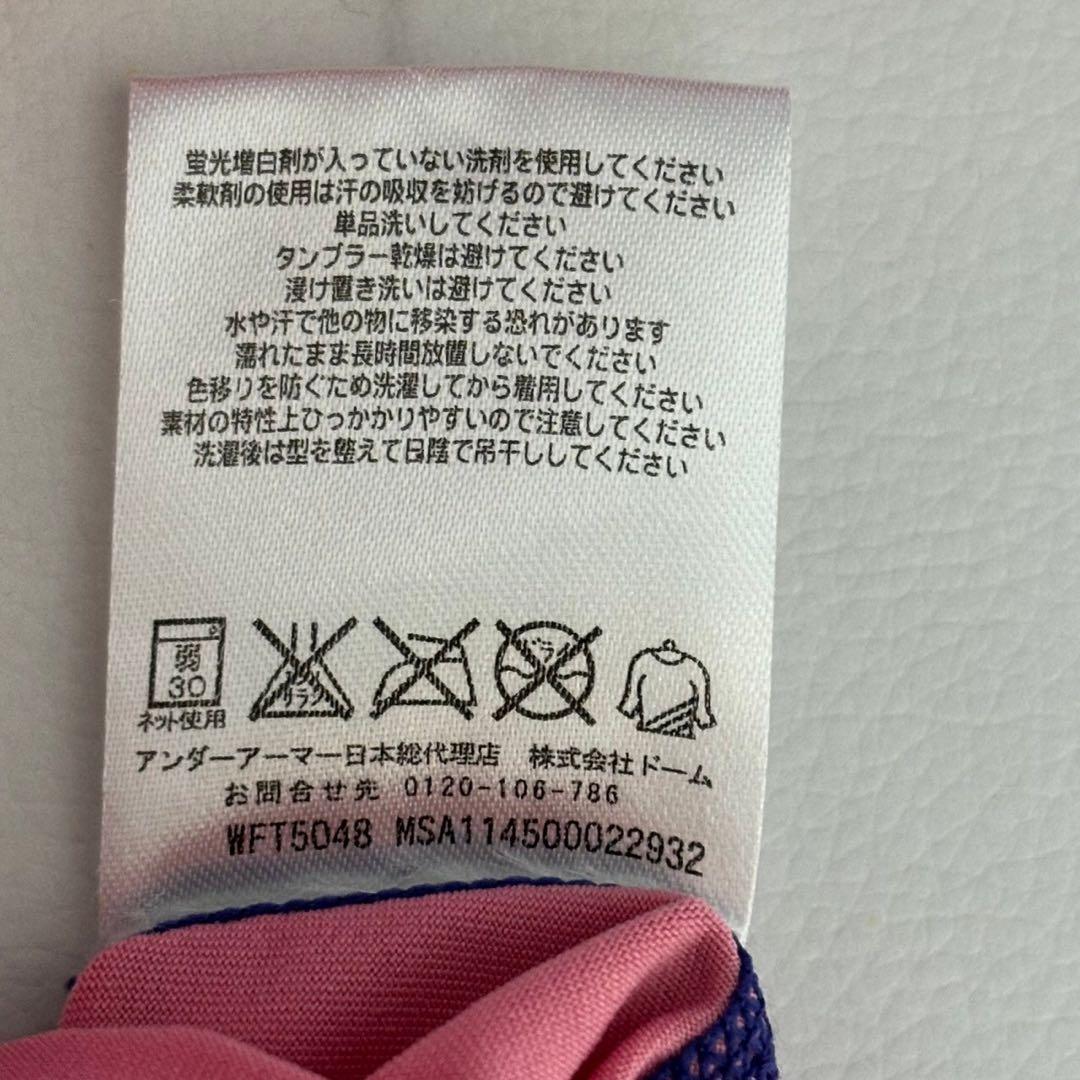 蛍光増白剤が入っていない洗剤を使用してください
柔軟剤の使用は汗の吸収を妨げるので避けてください
単品洗いしてください
タンブラー乾燥は避けてください
浸け置き洗いは避けてください
水や汗で他の物に移染する恐れがあります
濡れたまま長時間放置しないでください
色移りを防ぐため洗濯してから着用してください
素材の特性上ひっかかりやすいので注意してください
洗濯後は型を整えて日陰で吊干ししてください
弱
30
エンソ
サラシ
ドライ
ネット使用
アンダーアーマー日本総代理店 株式会社ドーム
お問合せ先 0120-106-786
WFT5048 MSA114500022932